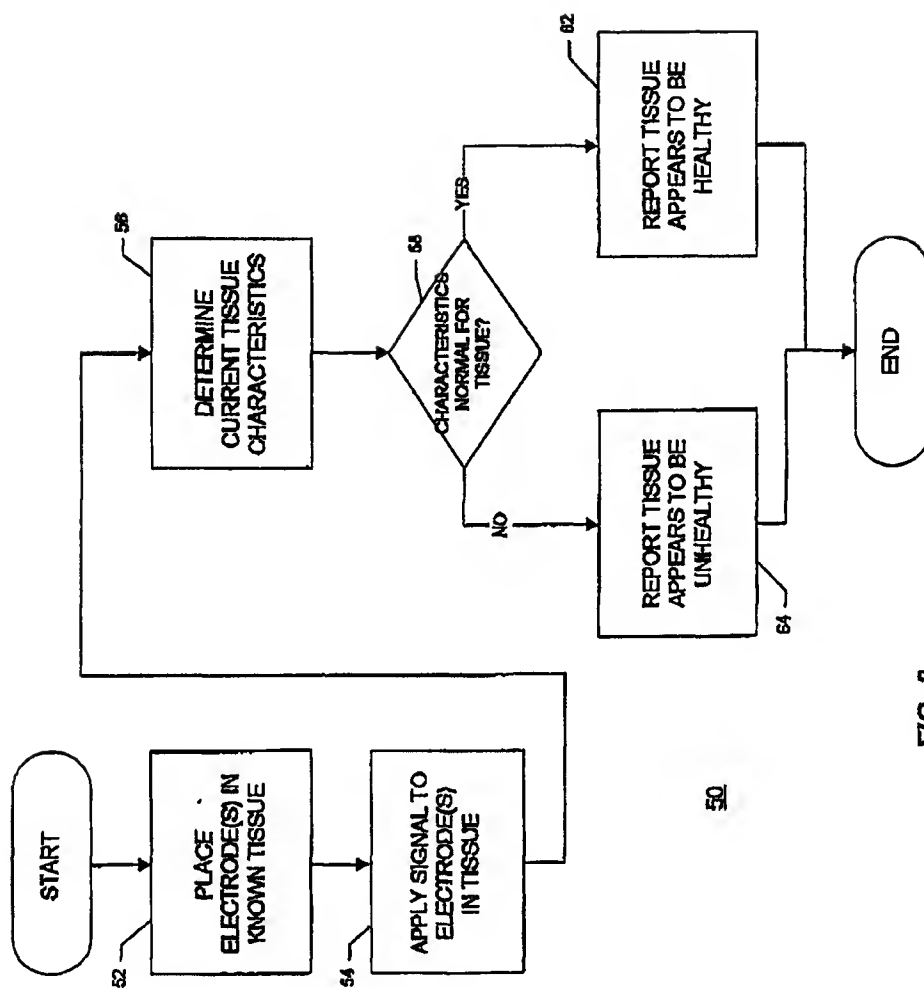 START
52
PLACE
ELECTRODE(S) IN
KNOWN TISSUE
54
APPLY SIGNAL TO
ELECTRODE(S)
IN TISSUE
56
DETERMINE
CURRENT TISSUE
CHARACTERISTICS
58
CHARACTERISTICS
NORMAL FOR
TISSUE?
NO
YES
62
REPORT TISSUE
APPEARS TO BE
HEALTHY
REPORT TISSUE
APPEARS TO BE
UNHEALTHY
64
END
50
FIG.